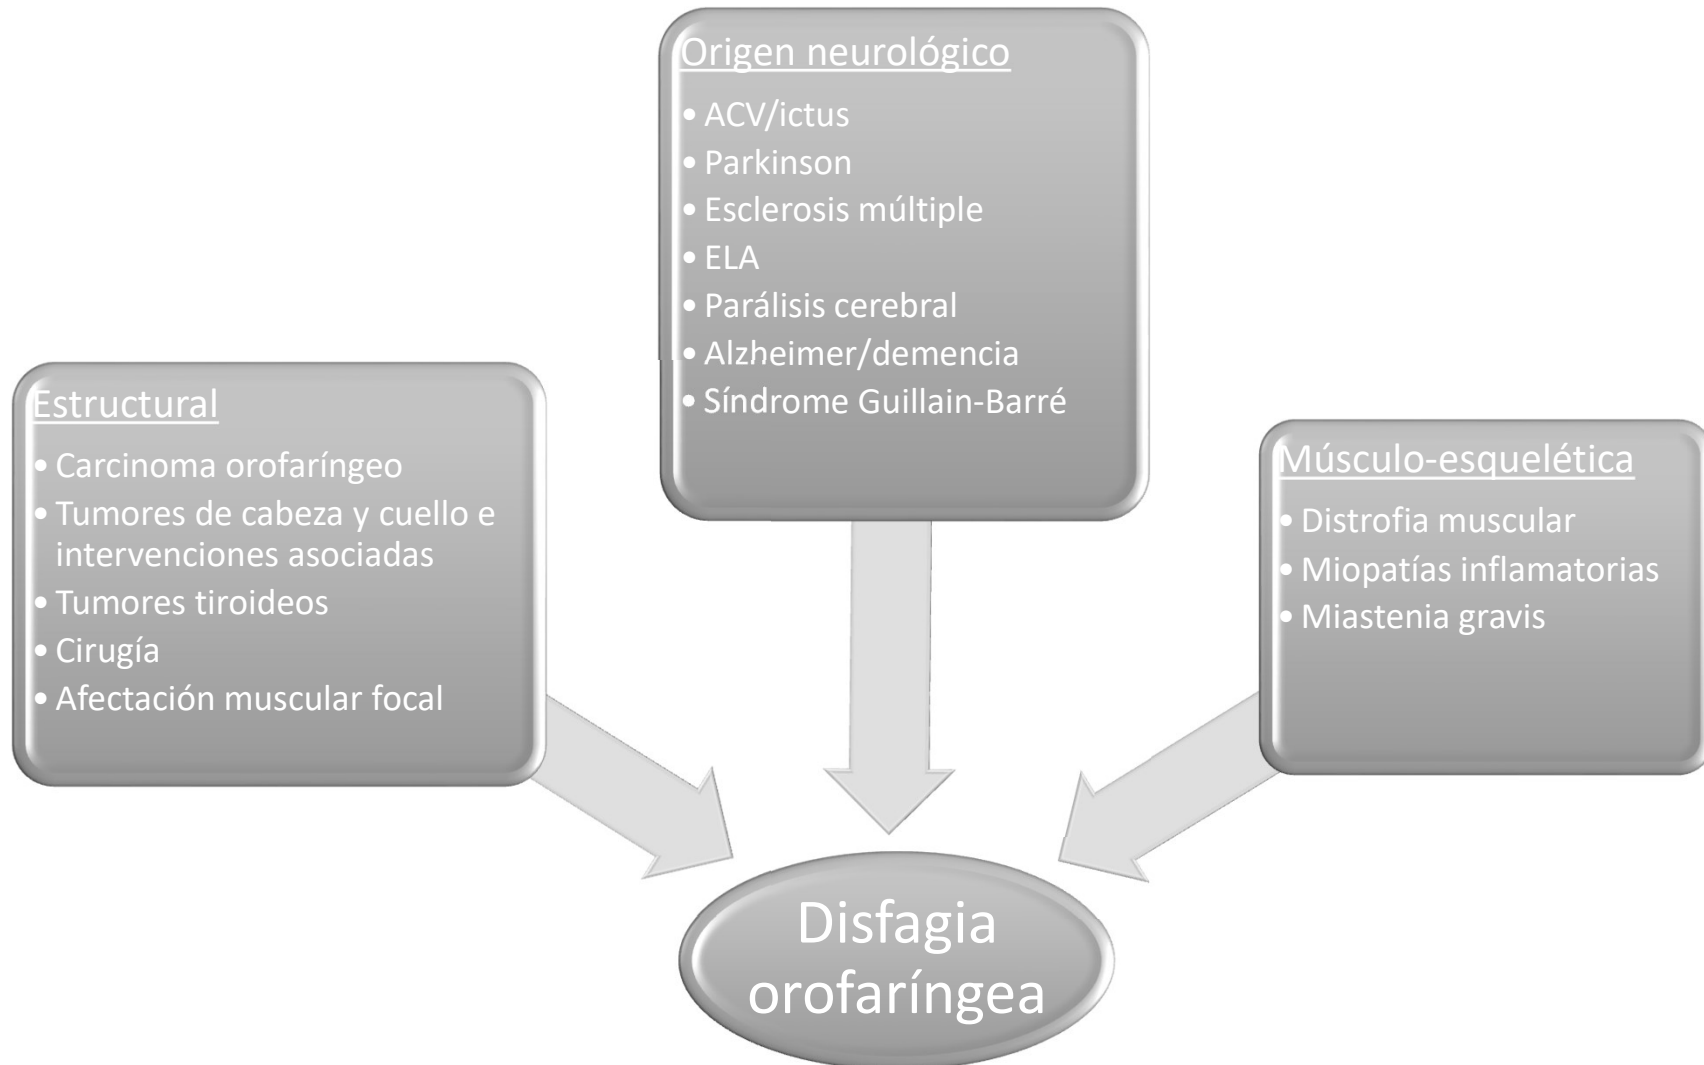 Origen neurológico
• ACV/ictus
• Parkinson
• Esclerosis múltiple
• ELA
• Parálisis cerebral
• Alzheimer/demencia
• Síndrome Guillain-Barré
Estructural
• Carcinoma orofaríngeo
• Tumores de cabeza y cuello e
intervenciones asociadas
• Tumores tiroideos
• Cirugía
• Afectación muscular focal
Músculo-esquelética
• Distrofia muscular
• Miopatías inflamatorias
• Miastenia gravis
Disfagia
orofaríngea